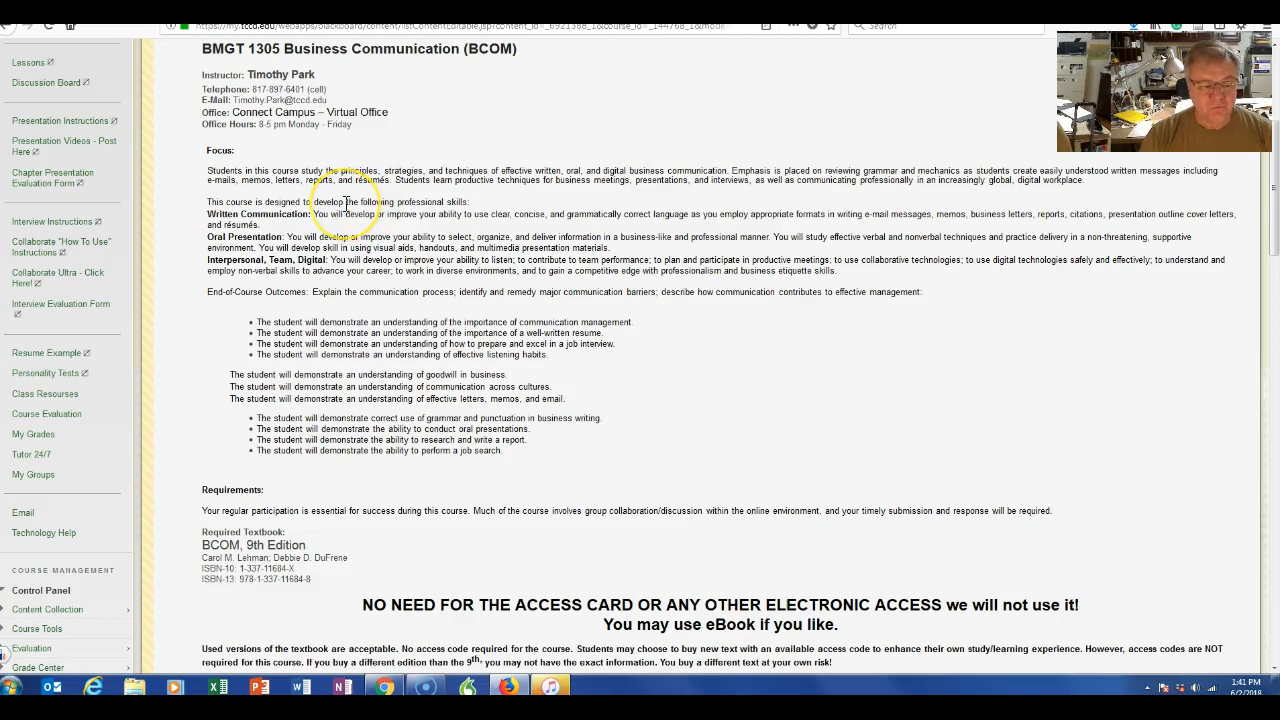 https://my.tccd.edu/webapps/blackboard/content/listContentEditable.jsp?content_id=_6921388_1&course_id=_144768_1&mode
Search
Lessons
Discussion Board
Presentation Instructions
Presentation Videos - Post
Here
Chapter Presentation
Evaluation Form
Interview Instructions
Collaborate "How To Use"
Instructions
Collaborate Ultra - Click
Here!
Interview Evaluation Form
Resume Example
Personality Tests
Class Resourses
Course Evaluation
My Grades
Tutor 24/7
My Groups
Email
Technology Help
COURSE MANAGEMENT
Control Panel
Content Collection
Course Tools
Evaluation
Grade Center
BMGT 1305 Business Communication (BCOM)
Instructor: Timothy Park
Telephone: 817-897-6401 (cell)
E-Mail: Timothy.Park@tccd.edu
Office: Connect Campus – Virtual Office
Office Hours: 8-5 pm Monday - Friday
Focus:
Students in this course study the principles, strategies, and techniques of effective written, oral, and digital business communication. Emphasis is placed on reviewing grammar and mechanics as students create easily understood written messages including
e-mails, memos, letters, reports, and résumés. Students learn productive techniques for business meetings, presentations, and interviews, as well as communicating professionally in an increasingly global, digital workplace.
This course is designed to develop the following professional skills:
Written Communication: You will develop or improve your ability to use clear, concise, and grammatically correct language as you employ appropriate formats in writing e-mail messages, memos, business letters, reports, citations, presentation outline cover letters,
and résumés.
Oral Presentation: You will develop or improve your ability to select, organize, and deliver information in a business-like and professional manner. You will study effective verbal and nonverbal techniques and practice delivery in a non-threatening, supportive
environment. You will develop skill in using visual aids, handouts, and multimedia presentation materials.
Interpersonal, Team, Digital: You will develop or improve your ability to listen; to contribute to team performance; to plan and participate in productive meetings; to use collaborative technologies; to use digital technologies safely and effectively; to understand and
employ non-verbal skills to advance your career; to work in diverse environments, and to gain a competitive edge with professionalism and business etiquette skills.
End-of-Course Outcomes: Explain the communication process; identify and remedy major communication barriers; describe how communication contributes to effective management:
• The student will demonstrate an understanding of the importance of communication management.
• The student will demonstrate an understanding of the importance of a well-written resume.
• The student will demonstrate an understanding of how to prepare and excel in a job interview.
• The student will demonstrate an understanding of effective listening habits.
The student will demonstrate an understanding of goodwill in business.
The student will demonstrate an understanding of communication across cultures.
The student will demonstrate an understanding of effective letters, memos, and email.
• The student will demonstrate correct use of grammar and punctuation in business writing.
• The student will demonstrate the ability to conduct oral presentations.
• The student will demonstrate the ability to research and write a report.
• The student will demonstrate the ability to perform a job search.
Requirements:
Your regular participation is essential for success during this course. Much of the course involves group collaboration/discussion within the online environment, and your timely submission and response will be required.
Required Textbook:
BCOM, 9th Edition
Carol M. Lehman; Debbie D. DuFrene
ISBN-10: 1-337-11684-X
ISBN-13: 978-1-337-11684-8
NO NEED FOR THE ACCESS CARD OR ANY OTHER ELECTRONIC ACCESS we will not use it!
You may use eBook if you like.
Used versions of the textbook are acceptable. No access code required for the course. Students may choose to buy new text with an available access code to enhance their own study/learning experience. However, access codes are NOT
required for this course. If you buy a different edition than the 9th, you may not have the exact information. You buy a different text at your own risk!
1:41 PM
6/2/2018